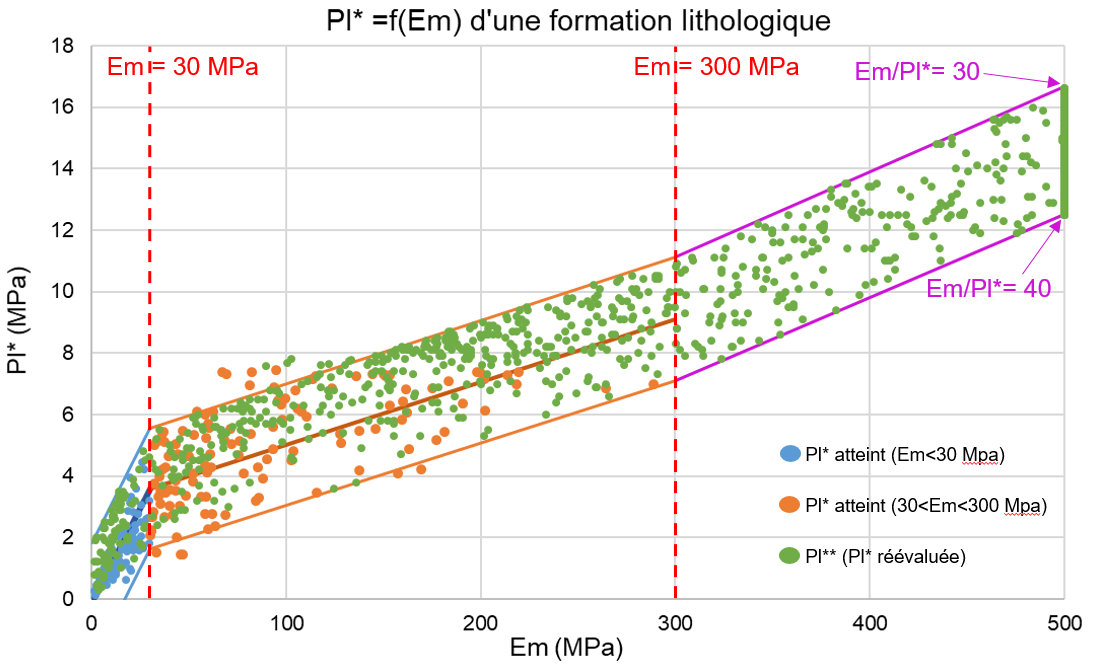 Pl* =f(Em) d'une formation lithologique
18
16
14
12
10
8
6
4
2
0
Pl* (MPa)
Em = 30 MPa
Em = 300 MPa
Em/Pl*= 30
Em/Pl*= 40
Pl* atteint (Em<30 Mpa)
Pl* atteint (30<Em<300 Mpa)
Pl** (Pl* réévaluée)
0 100 200 300 400 500
Em (MPa)